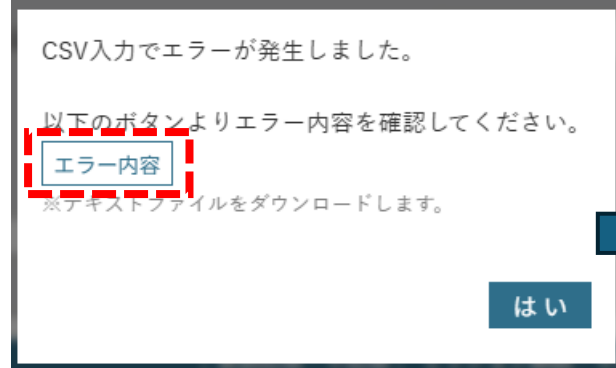 CSV入力でエラーが発生しました。
以下のボタンよりエラー内容を確認してください。
エラー内容
※テキストファイルをダウンロードします。
はい